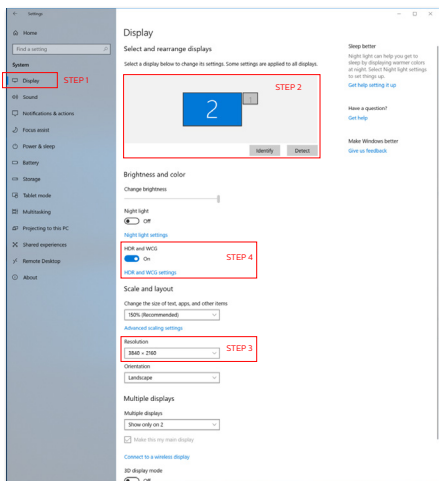 Settings
Home
Find a setting
System
Display
STEP 1
Sound
Notifications & actions
Focus assist
Power & sleep
Battery
Storage
Tablet mode
Multitasking
Projecting to this PC
Shared experiences
Remote Desktop
About
Display
Select and rearrange displays
Select a display below to change its settings. Some settings are applied to all displays.
STEP 2
2
1
Identify
Detect
Brightness and color
Change brightness
Night light
Off
Night light settings
HDR and WCG
On
STEP 4
HDR and WCG settings
Scale and layout
Change the size of text, apps, and other items
150% (Recommended)
Advanced scaling settings
Resolution
3840 × 2160
STEP 3
Orientation
Landscape
Multiple displays
Multiple displays
Show only on 2
Make this my main display
Connect to a wireless display
3D display mode
Off
Sleep better
Night light can help you get to
sleep by displaying warmer colors
at night. Select Night light settings
to set things up.
Get help setting it up
Have a question?
Get help
Make Windows better
Give us feedback